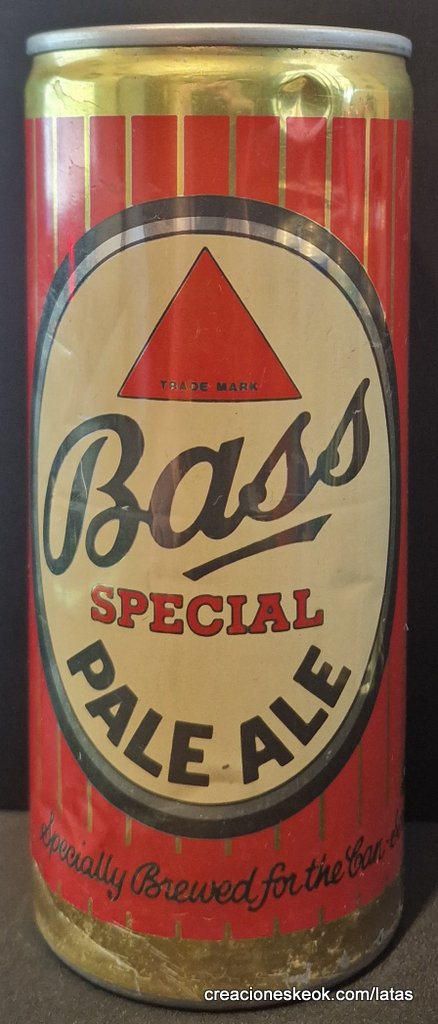 TRADE MARK
Bass
SPECIAL
PALE ALE
Specially Brewed for the Can
creacioneskeok.com/latas